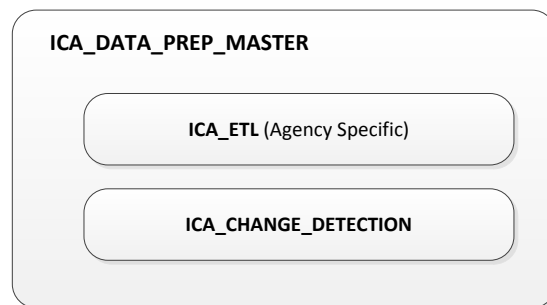 ICA_DATA_PREP_MASTER
ICA_ETL (Agency Specific)
ICA_CHANGE_DETECTION